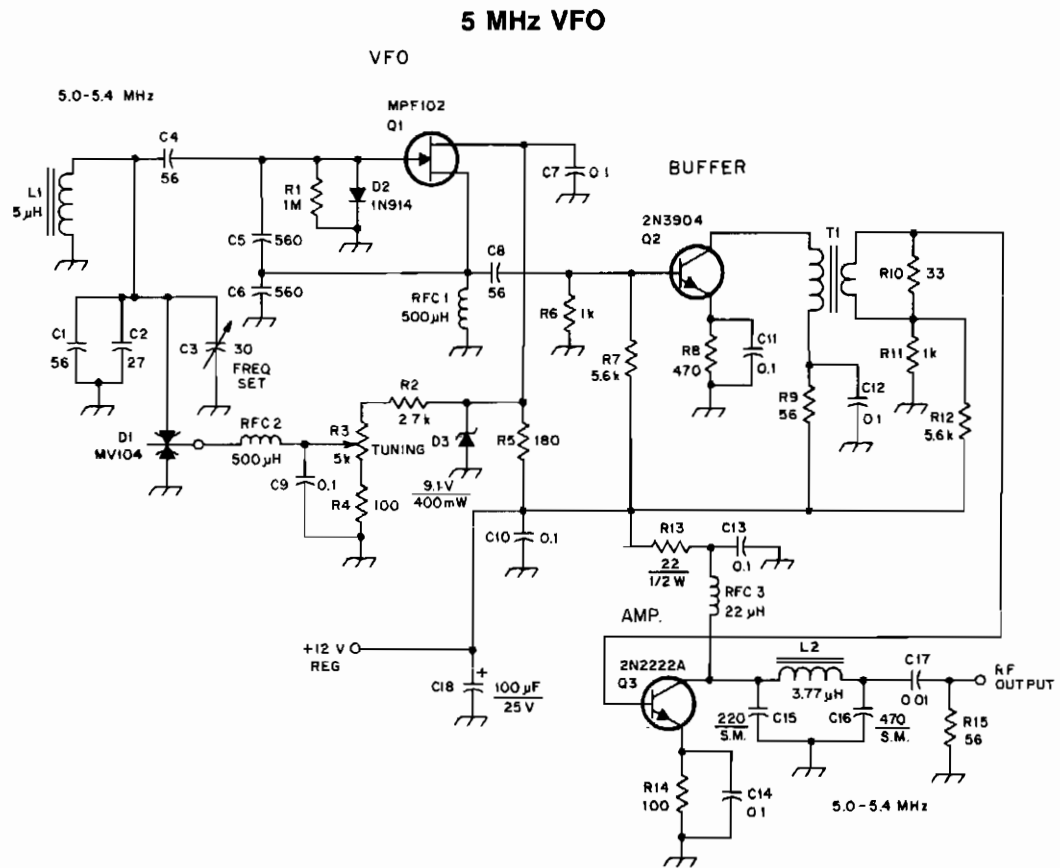 5 MHz VFO
VFO
5.0-5.4 MHz
MPF102
Q1
C4
56
L1
5µH
R1
1M
D2
1N914
C7
0.1
BUFFER
2N3904
Q2
T1
R10
33
C5
560
C6
560
C8
56
RFC 1
500µH
R6
1k
R7
5.6k
R8
470
C11
0.1
R11
1k
C1
56
C2
27
C3
30
FREQ
SET
R9
56
C12
0.1
R12
5.6k
R2
2.7k
D1
MV104
RFC 2
500µH
R3
5k
TUNING
D3
R5
180
C9
0.1
R4
100
9.1-V
400mW
C10
0.1
R13
22
1/2 W
C13
0.1
RFC 3
22µH
AMP.
+12 V
REG
C18
+
100µF
25V
2N2222A
Q3
L2
3.77µH
C17
0.01
RF
OUTPUT
220
S.M.
C15
C16
470
S.M.
R15
56
R14
100
C14
0.1
5.0-5.4 MHz